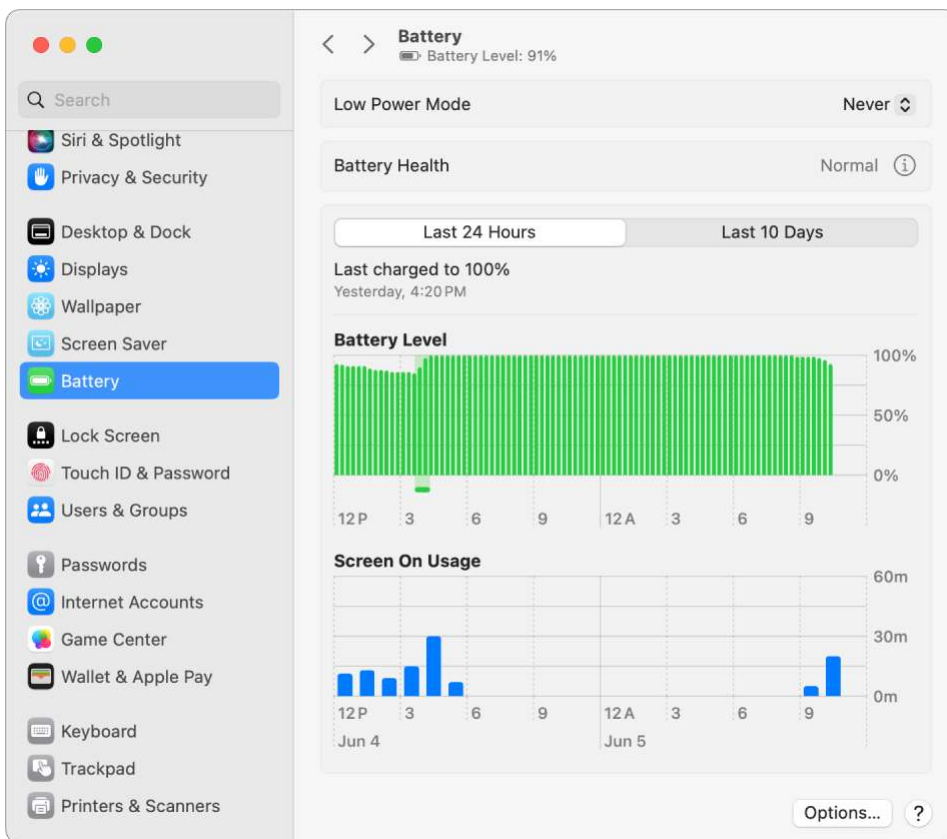 Search
Siri & Spotlight
Privacy & Security
Desktop & Dock
Displays
Wallpaper
Screen Saver
Battery
Lock Screen
Touch ID & Password
Users & Groups
Passwords
Internet Accounts
Game Center
Wallet & Apple Pay
Keyboard
Trackpad
Printers & Scanners
Battery
Battery Level: 91%
Low Power Mode Never
Battery Health Normal
Last 24 Hours Last 10 Days
Last charged to 100%
Yesterday, 4:20 PM
Battery Level
100%
50%
0%
12 P 3 6 9 12 A 3 6 9
Screen On Usage
60m
30m
0m
12 P 3 6 9 12 A 3 6 9
Jun 4 Jun 5
Options... ?